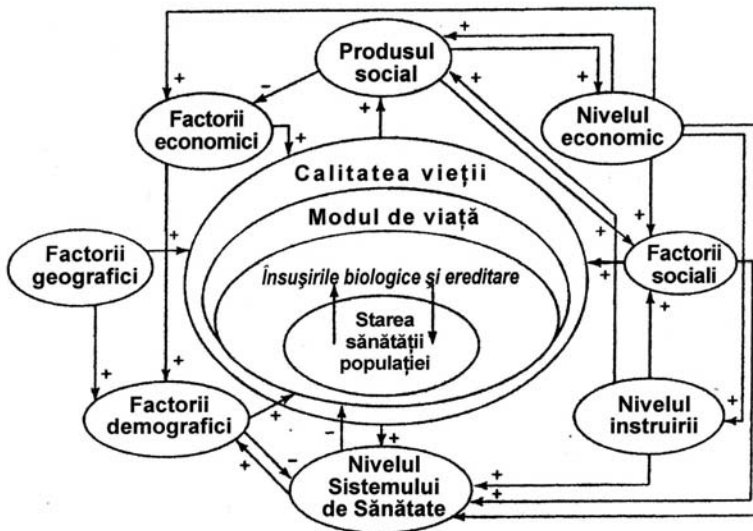 Produsul
social
Factorii
economici
Nivelul
economic
Calitatea vieții
Modul de viață
Factorii
geografici
Factorii
sociali
Însușirile biologice și ereditare
Starea
sănătății
populației
Factorii
demografici
Nivelul
instruirii
Nivelul
Sistemului
de Sănătate